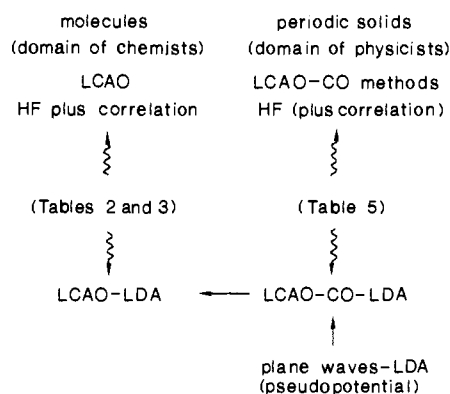 molecules
(domain of chemists)
LCAO
HF plus correlation
(Tables 2 and 3)
LCAO-LDA
periodic solids
(domain of physicists)
LCAO-CO methods
HF (plus correlation)
(Table 5)
LCAO-CO-LDA
plane waves-LDA
(pseudopotential)